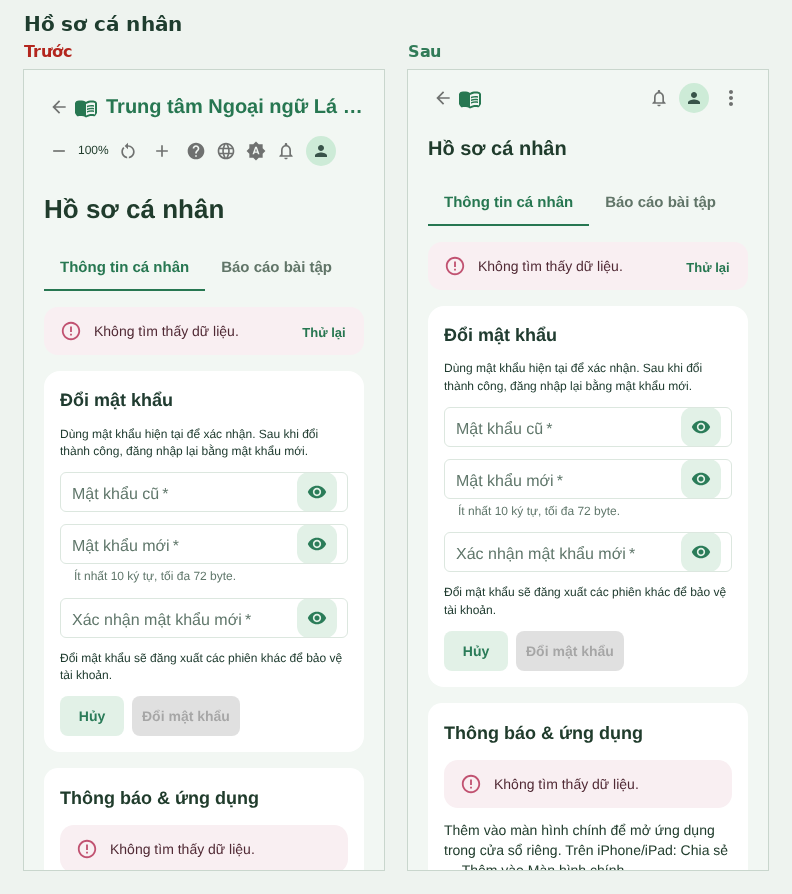 Hồ sơ cá nhân
Trước
Trung tâm Ngoại ngữ Lá ...
100%
Hồ sơ cá nhân
Thông tin cá nhân Báo cáo bài tập
Không tìm thấy dữ liệu. Thử lại
Đổi mật khẩu
Dùng mật khẩu hiện tại để xác nhận. Sau khi đổi
thành công, đăng nhập lại bằng mật khẩu mới.
Mật khẩu cũ *
Mật khẩu mới *
Ít nhất 10 ký tự, tối đa 72 byte.
Xác nhận mật khẩu mới *
Đổi mật khẩu sẽ đăng xuất các phiên khác để bảo vệ
tài khoản.
Hủy Đổi mật khẩu
Thông báo & ứng dụng
Không tìm thấy dữ liệu.
Sau
Hồ sơ cá nhân
Thông tin cá nhân Báo cáo bài tập
Không tìm thấy dữ liệu. Thử lại
Đổi mật khẩu
Dùng mật khẩu hiện tại để xác nhận. Sau khi đổi
thành công, đăng nhập lại bằng mật khẩu mới.
Mật khẩu cũ *
Mật khẩu mới *
Ít nhất 10 ký tự, tối đa 72 byte.
Xác nhận mật khẩu mới *
Đổi mật khẩu sẽ đăng xuất các phiên khác để bảo vệ
tài khoản.
Hủy Đổi mật khẩu
Thông báo & ứng dụng
Không tìm thấy dữ liệu.
Thêm vào màn hình chính để mở ứng dụng
trong cửa sổ riêng. Trên iPhone/iPad: Chia sẻ
Thêm vào Màn hình chính